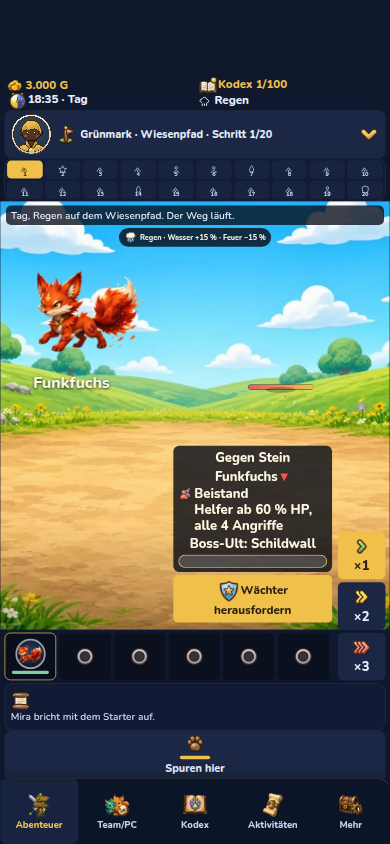 3.000 G
Kodex 1/100
18:35 · Tag
Regen
Grünmark · Wiesenpfad · Schritt 1/20
Tag, Regen auf dem Wiesenpfad. Der Weg läuft.
Regen · Wasser +15 % · Feuer −15 %
Funkfuchs
Gegen Stein
Funkfuchs▼
Beistand
Helfer ab 60 % HP,
alle 4 Angriffe
Boss-Ult: Schildwall
Wächter
herausfordern
×1
×2
×3
Mira bricht mit dem Starter auf.
Spuren hier
Abenteuer
Team/PC
Kodex
Aktivitäten
Mehr